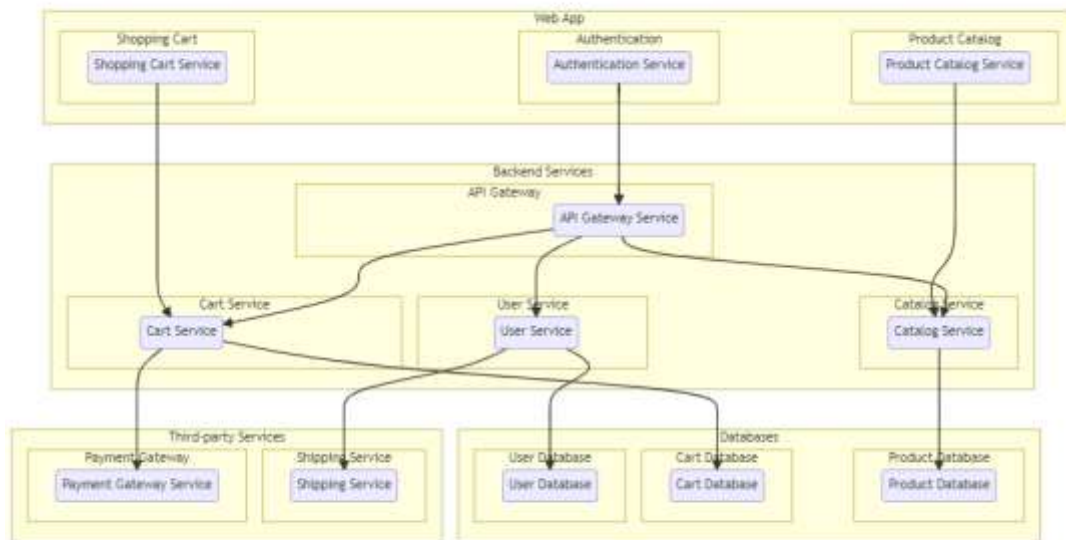 Web App
Shopping Cart
Authentication
Product Catalog
Shopping Cart Service
Authentication Service
Product Catalog Service
Backend Services
API Gateway
API Gateway Service
Cart Service
User Service
Catalog Service
Cart Service
User Service
Catalog Service
Third-party Services
Databases
Payment Gateway
Shipping Service
User Database
Cart Database
Product Database
Payment Gateway Service
Shipping Service
User Database
Cart Database
Product Database